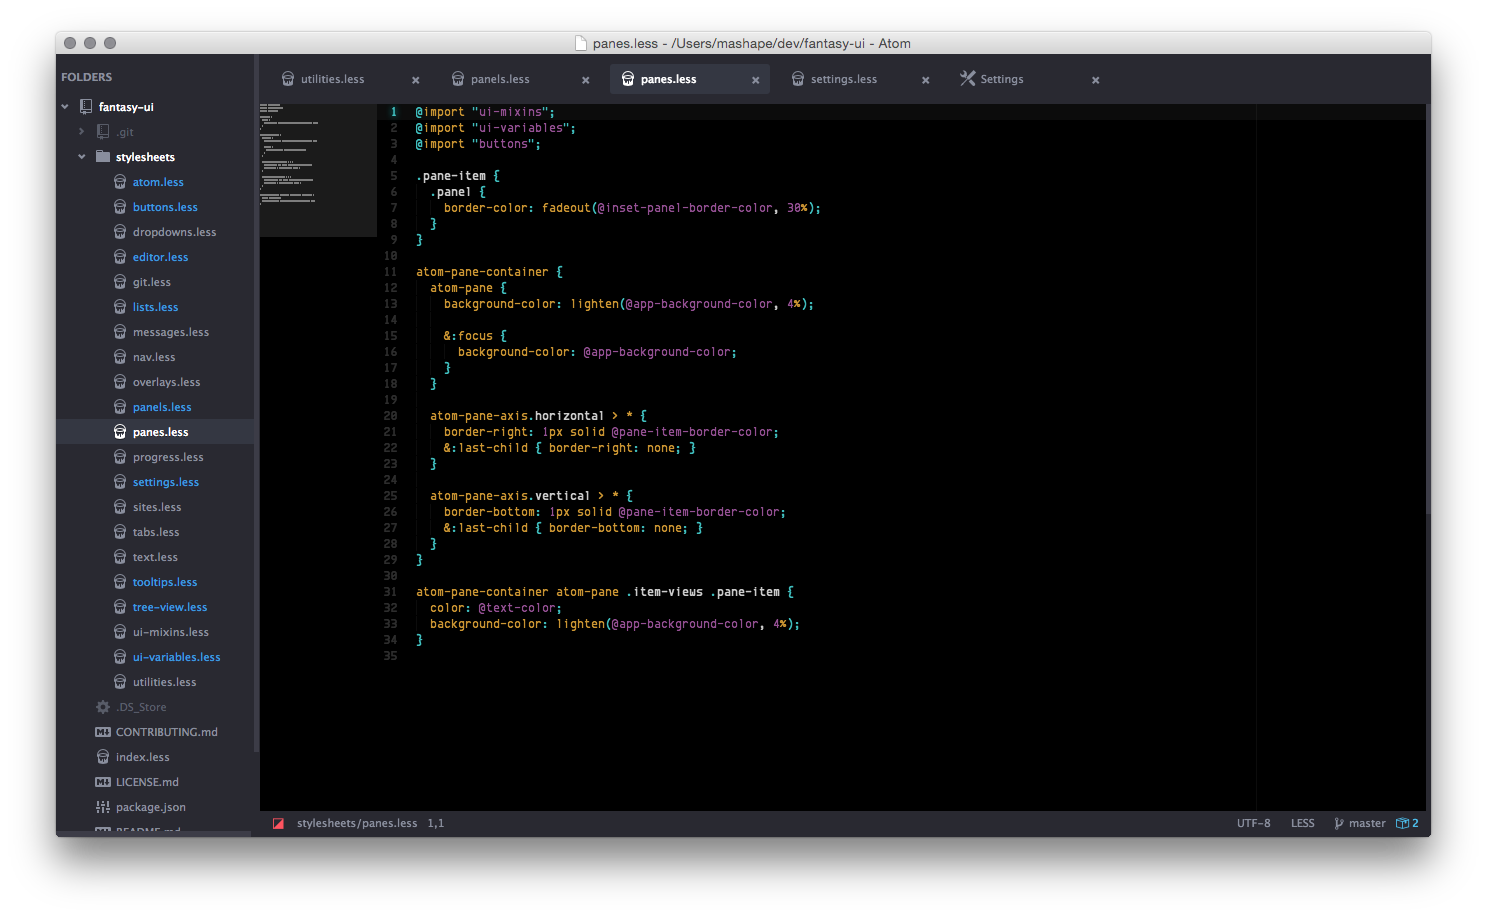 panes.less - /Users/mashape/dev/fantasy-ui - Atom
FOLDERS
fantasy-ui
.git
stylesheets
atom.less
buttons.less
dropdowns.less
editor.less
git.less
lists.less
messages.less
nav.less
overlays.less
panels.less
panes.less
progress.less
settings.less
sites.less
tabs.less
text.less
tooltips.less
tree-view.less
ui-mixins.less
ui-variables.less
utilities.less
.DS_Store
CONTRIBUTING.md
index.less
LICENSE.md
package.json
README.md
utilities.less panels.less panes.less settings.less Settings
1 @import "ui-mixins";
2 @import "ui-variables";
3 @import "buttons";
4
5 .pane-item {
6 .panel {
7 border-color: fadeout(@inset-panel-border-color, 30%);
8 }
9 }
10
11 atom-pane-container {
12 atom-pane {
13 background-color: lighten(@app-background-color, 4%);
14
15 &:focus {
16 background-color: @app-background-color;
17 }
18 }
19
20 atom-pane-axis.horizontal > * {
21 border-right: 1px solid @pane-item-border-color;
22 &:last-child { border-right: none; }
23 }
24
25 atom-pane-axis.vertical > * {
26 border-bottom: 1px solid @pane-item-border-color;
27 &:last-child { border-bottom: none; }
28 }
29 }
30
31 atom-pane-container atom-pane .item-views .pane-item {
32 color: @text-color;
33 background-color: lighten(@app-background-color, 4%);
34 }
35
stylesheets/panes.less 1,1 UTF-8 LESS master 2